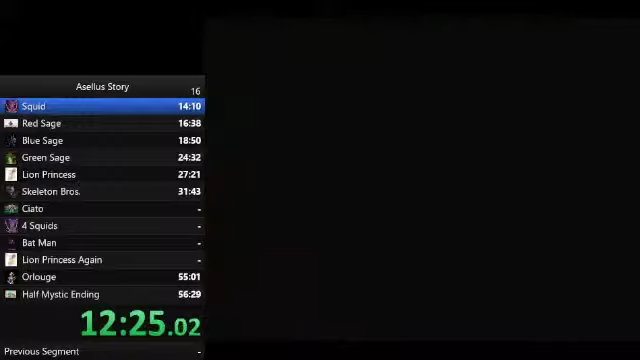 Asellus Story
16
Squid 14:10
Red Sage 16:38
Blue Sage 18:50
Green Sage 24:32
Lion Princess 27:21
Skeleton Bros. 31:43
Ciato -
4 Squids -
Bat Man -
Lion Princess Again -
Orlouge 55:01
Half Mystic Ending 56:29
12:25.02
Previous Segment -